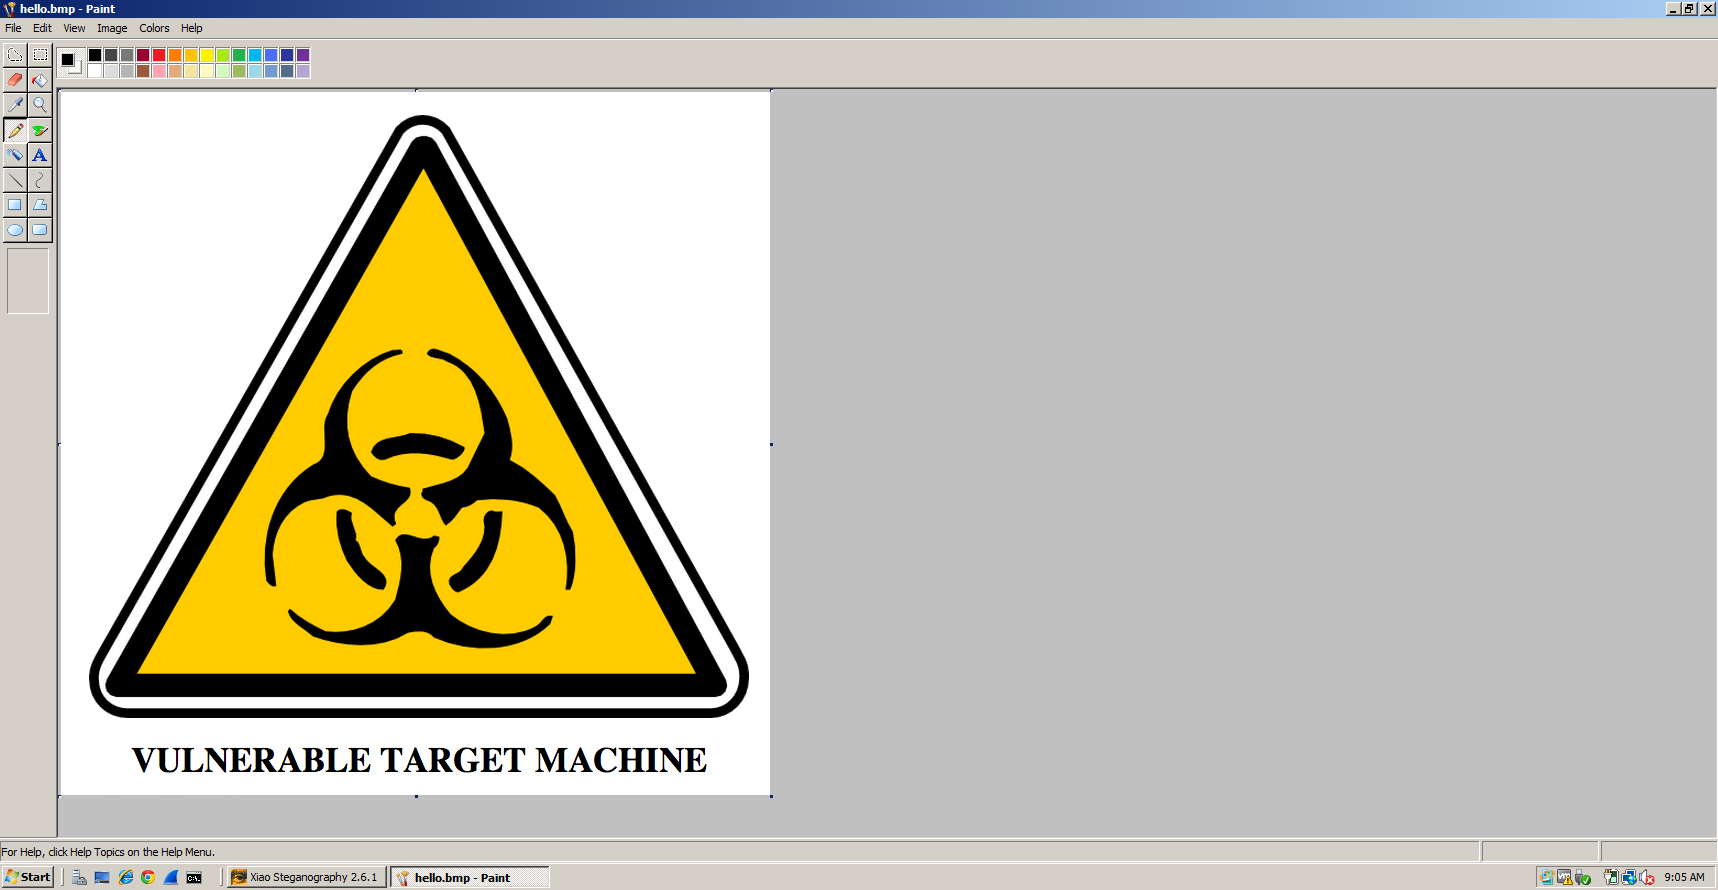 hello.bmp - Paint
File Edit View Image Colors Help
VULNERABLE TARGET MACHINE
For Help, click Help Topics on the Help Menu.
Start Xiao Steganography 2.6.1 hello.bmp - Paint 9:05 AM